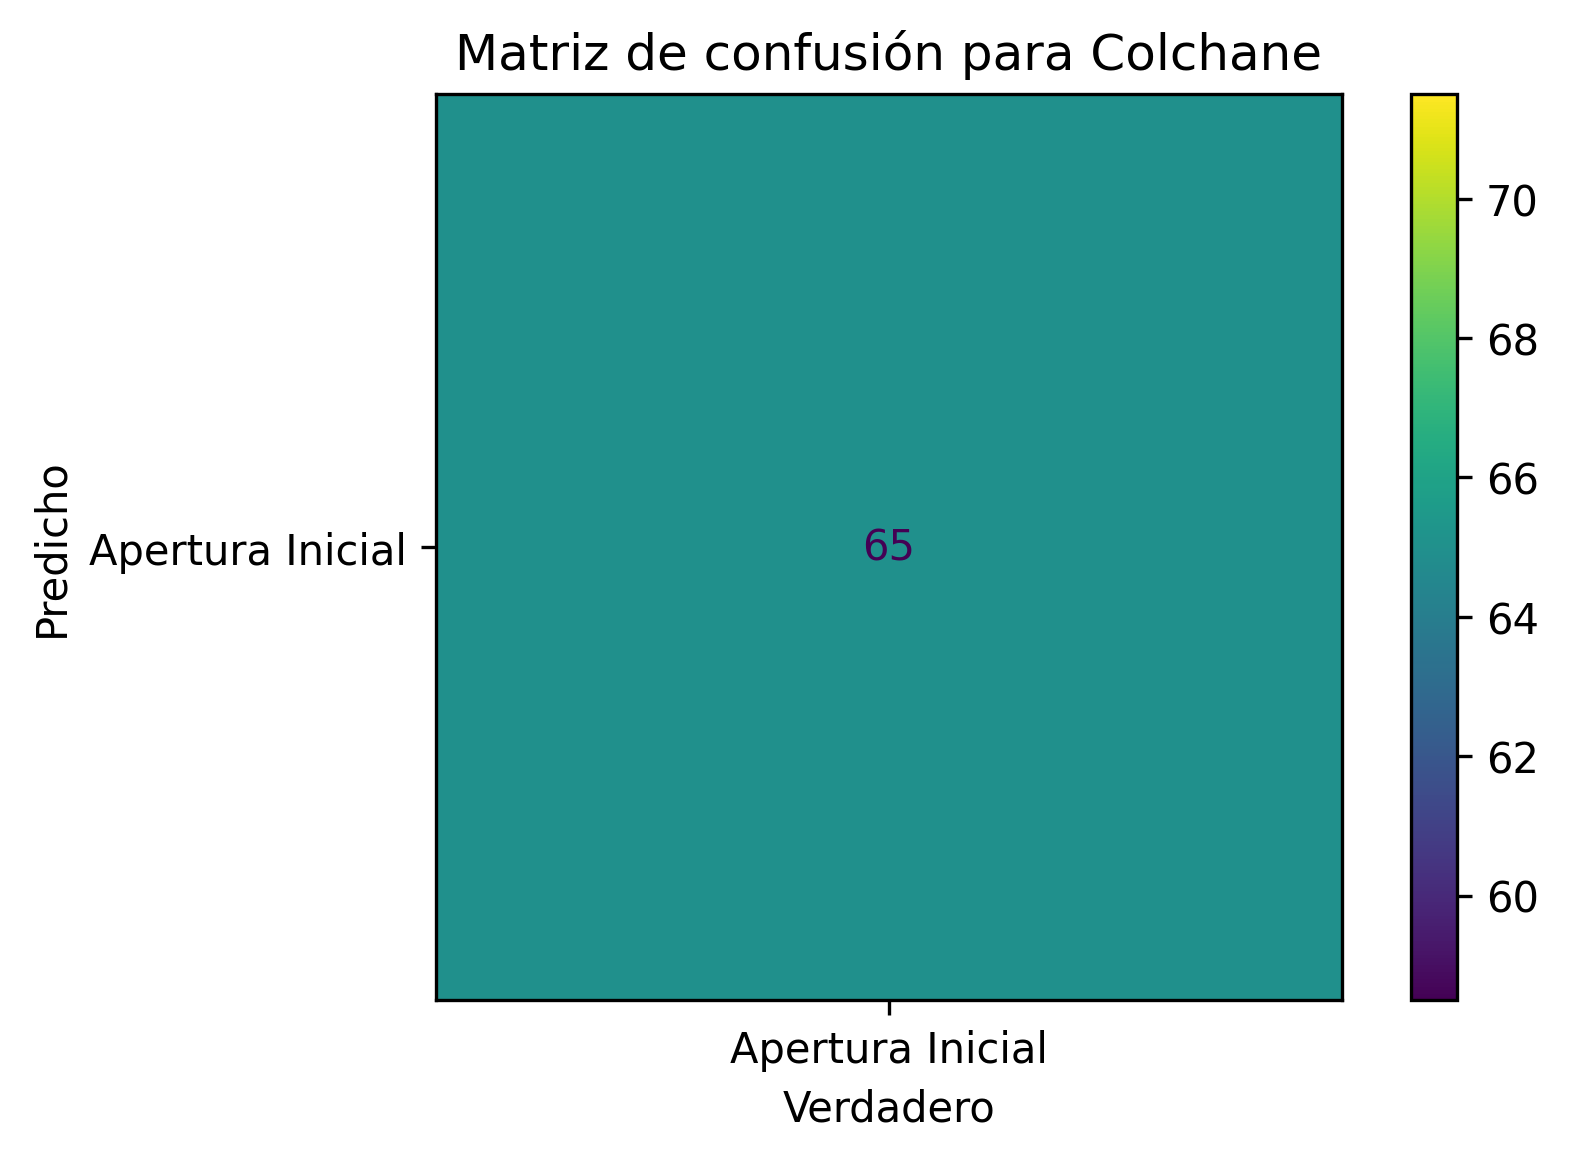 Matriz de confusión para Colchane
Predicho
Apertura Inicial
65
Apertura Inicial
Verdadero
70
68
66
64
62
60